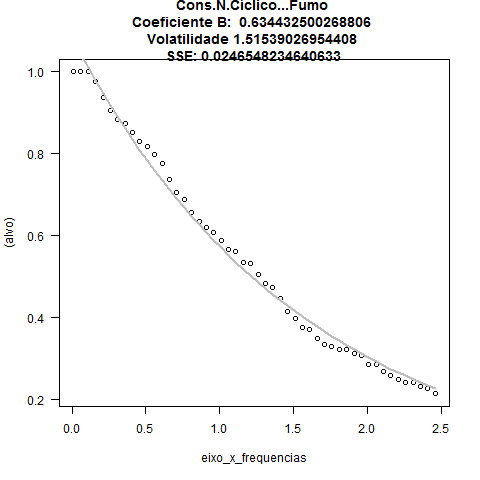 Cons.N.Ciclico...Fumo
Coeficiente B:  0.634432500268806
Volatilidade 1.51539026954408
SSE: 0.0246548234640633
(alvo)
1.0
0.8
0.6
0.4
0.2
0.0 0.5 1.0 1.5 2.0 2.5
eixo_x_frequencias